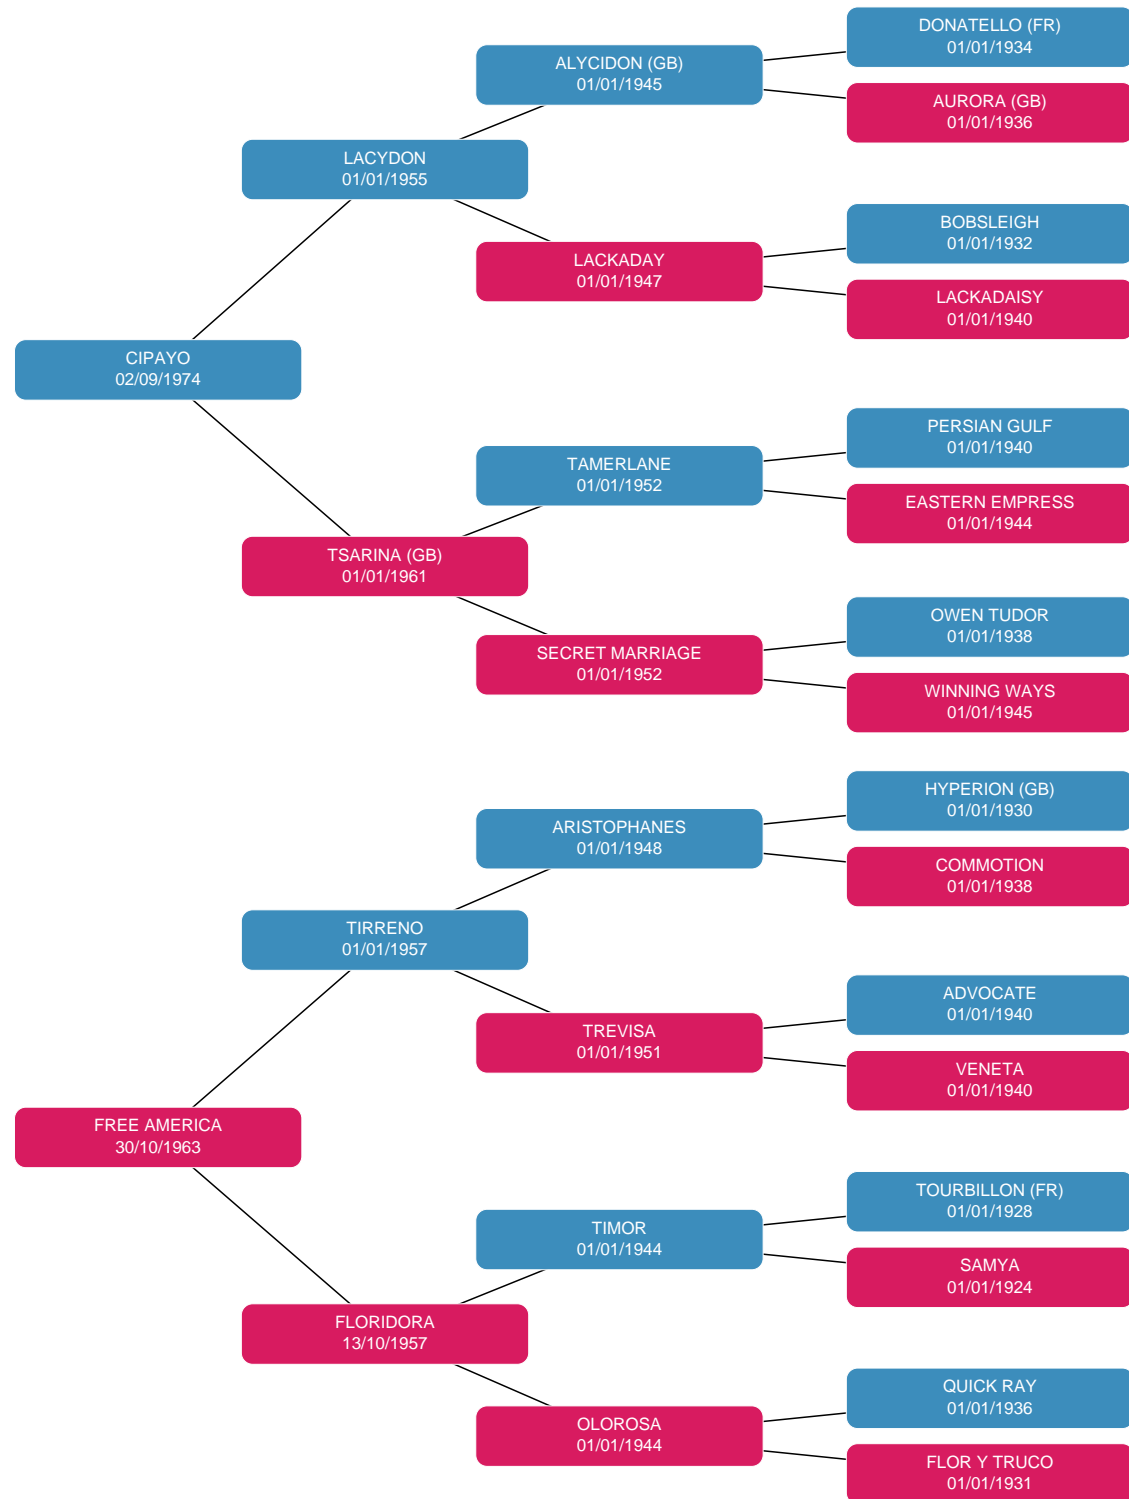 DONATELLO (FR)
01/01/1934
ALYCIDON (GB)
01/01/1945
AURORA (GB)
01/01/1936
LACYDON
01/01/1955
BOBSLEIGH
01/01/1932
LACKADAY
01/01/1947
LACKADAISY
01/01/1940
CIPAYO
02/09/1974
PERSIAN GULF
01/01/1940
TAMERLANE
01/01/1952
EASTERN EMPRESS
01/01/1944
TSARINA (GB)
01/01/1961
OWEN TUDOR
01/01/1938
SECRET MARRIAGE
01/01/1952
WINNING WAYS
01/01/1945
HYPERION (GB)
01/01/1930
ARISTOPHANES
01/01/1948
COMMOTION
01/01/1938
TIRRENO
01/01/1957
ADVOCATE
01/01/1940
TREVISA
01/01/1951
VENETA
01/01/1940
FREE AMERICA
30/10/1963
TOURBILLON (FR)
01/01/1928
TIMOR
01/01/1944
SAMYA
01/01/1924
FLORIDORA
13/10/1957
QUICK RAY
01/01/1936
OLOROSA
01/01/1944
FLOR Y TRUCO
01/01/1931